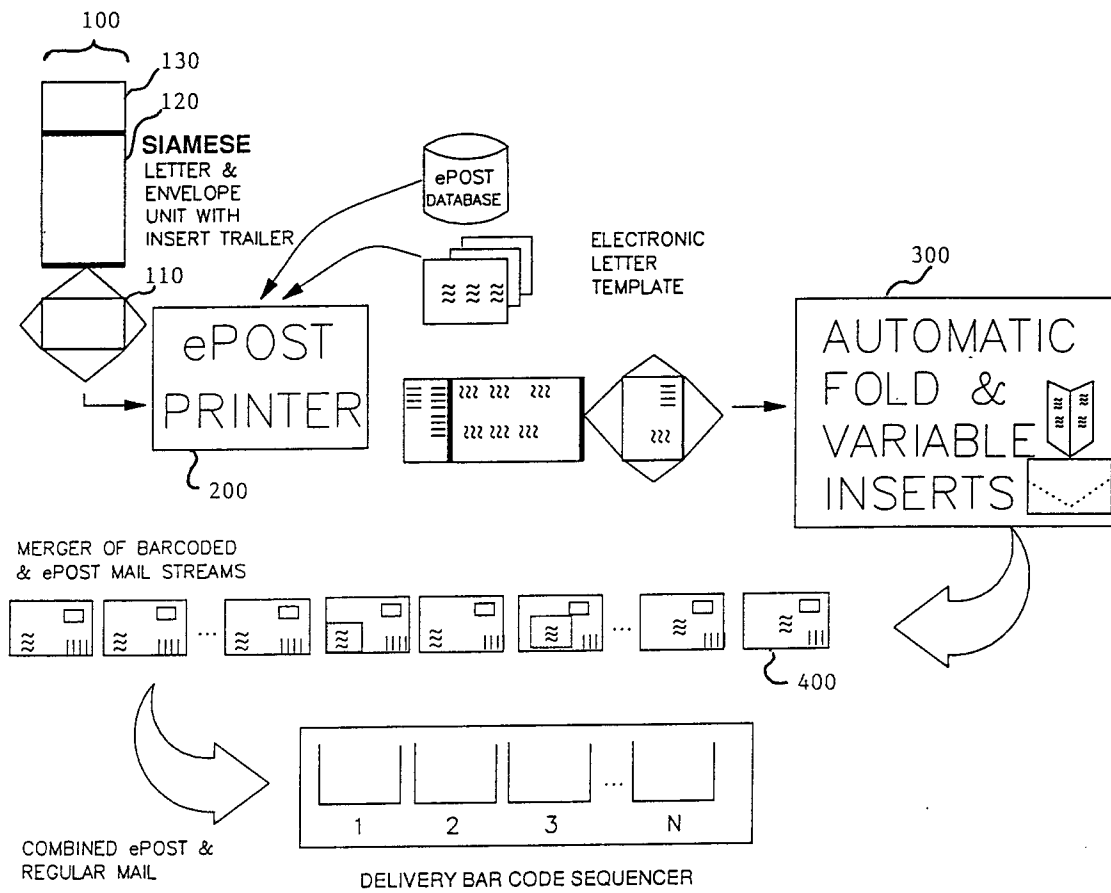 100
130
120
SIAMESE
LETTER &
ENVELOPE
UNIT WITH
INSERT TRAILER
110
ePOST
DATABASE
ELECTRONIC
LETTER
TEMPLATE
ePOST
PRINTER
200
300
AUTOMATIC
FOLD &
VARIABLE
INSERTS
MERGER OF BARCODED
& ePOST MAIL STREAMS
...
...
400
1 2 3 ... N
COMBINED ePOST &
REGULAR MAIL
DELIVERY BAR CODE SEQUENCER